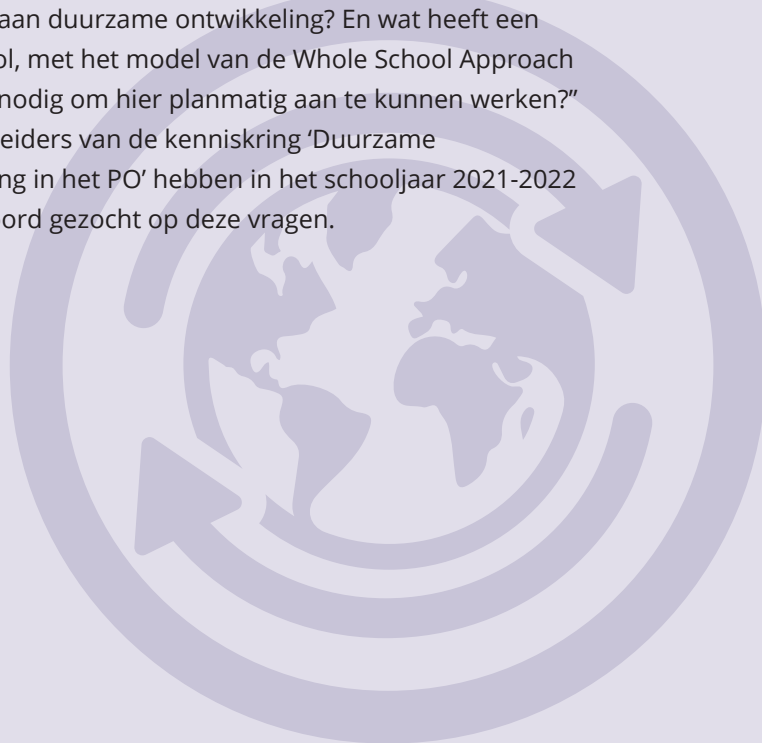 aan duurzame ontwikkeling? En wat heeft een
ol, met het model van de Whole School Approach
nodig om hier planmatig aan te kunnen werken?”
eiders van de kenniskring ‘Duurzame
ng in het PO’ hebben in het schooljaar 2021-2022
oord gezocht op deze vragen.